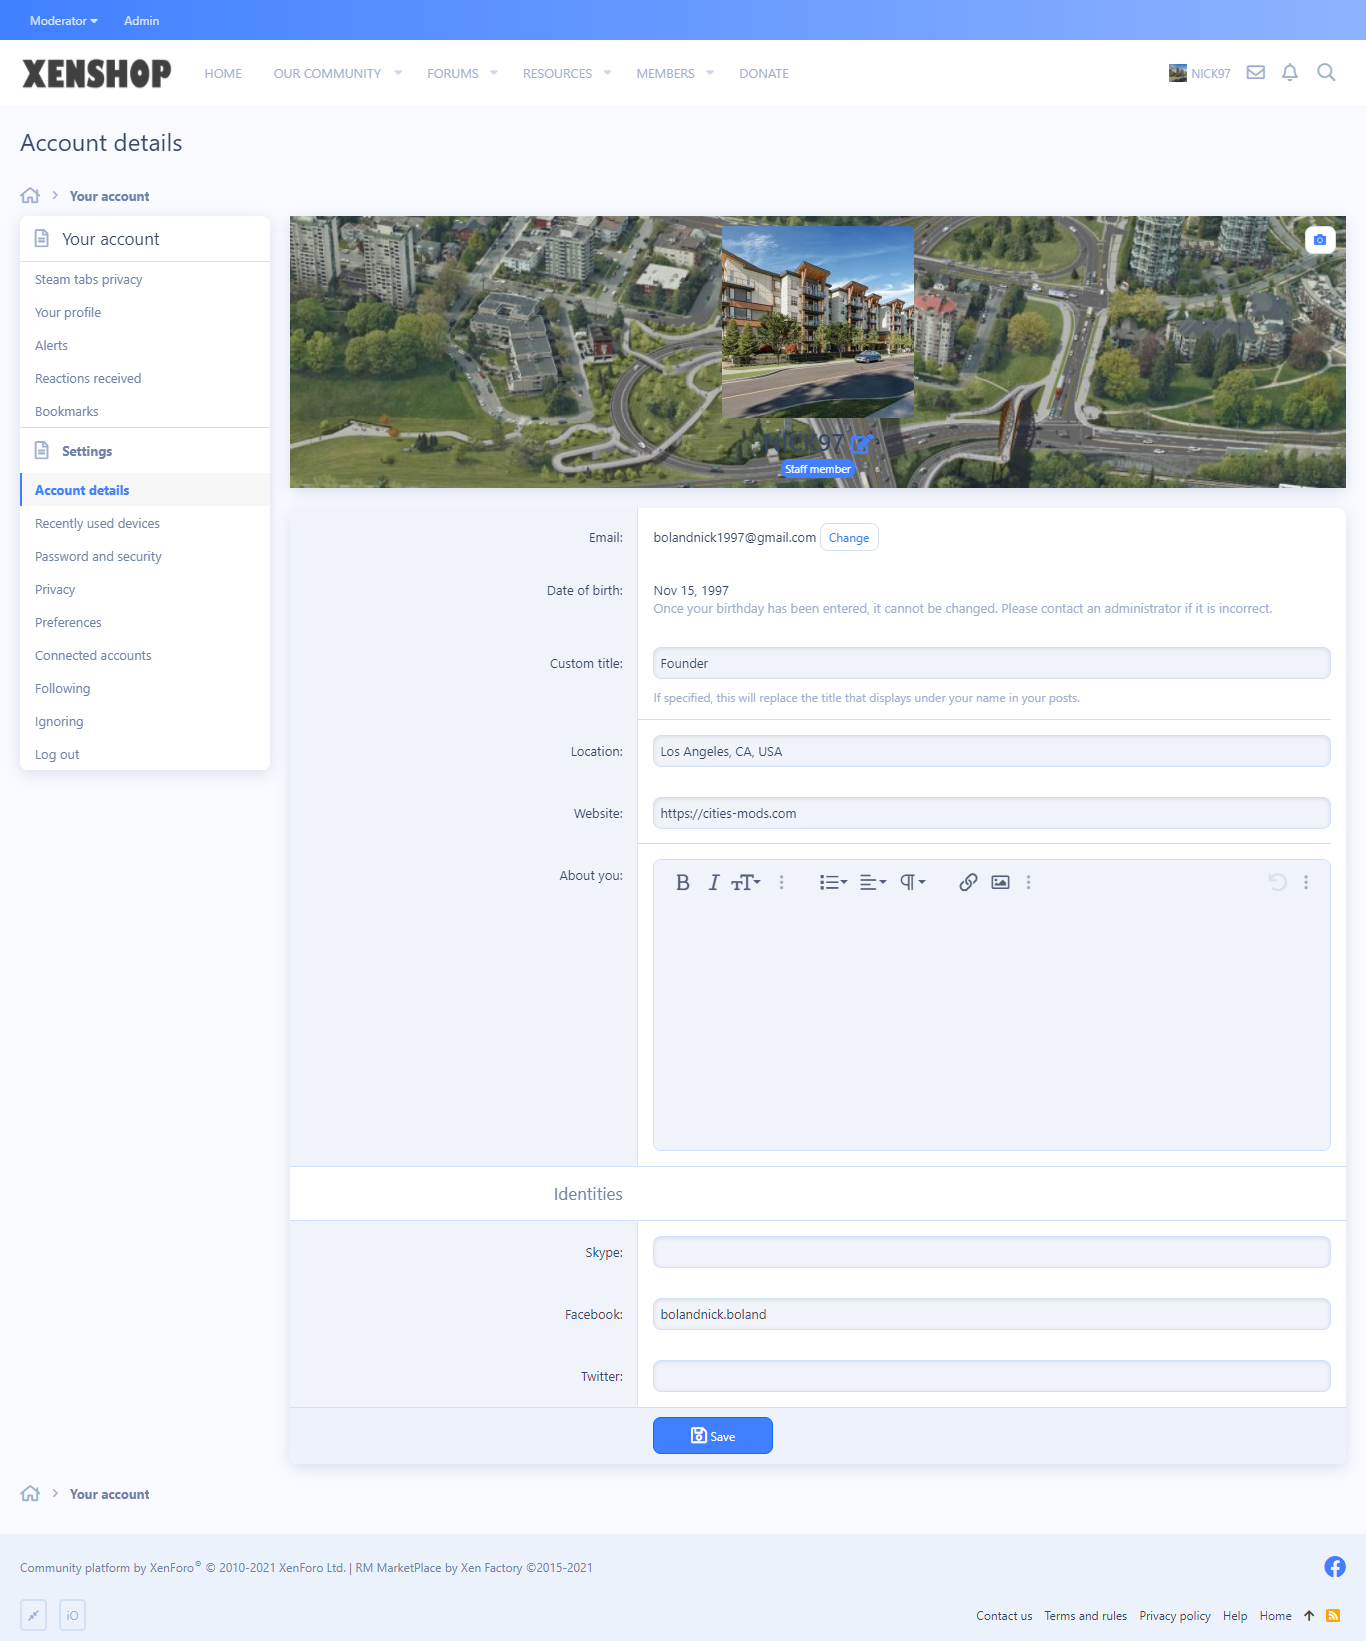 Moderator Admin
XENSHOP HOME OUR COMMUNITY FORUMS RESOURCES MEMBERS DONATE NICK97
Account details
Your account
Your account
Steam tabs privacy
Your profile
Alerts
Reactions received
Bookmarks
Settings
Account details
Recently used devices
Password and security
Privacy
Preferences
Connected accounts
Following
Ignoring
Log out
NICK97
Staff member
Email: bolandnick1997@gmail.com Change
Date of birth: Nov 15, 1997
Once your birthday has been entered, it cannot be changed. Please contact an administrator if it is incorrect.
Custom title: Founder
If specified, this will replace the title that displays under your name in your posts.
Location: Los Angeles, CA, USA
Website: https://cities-mods.com
About you:
Identities
Skype:
Facebook: bolandnick.boland
Twitter:
Save
Your account
Community platform by XenForo® © 2010-2021 XenForo Ltd. | RM MarketPlace by Xen Factory ©2015-2021
iO
Contact us Terms and rules Privacy policy Help Home